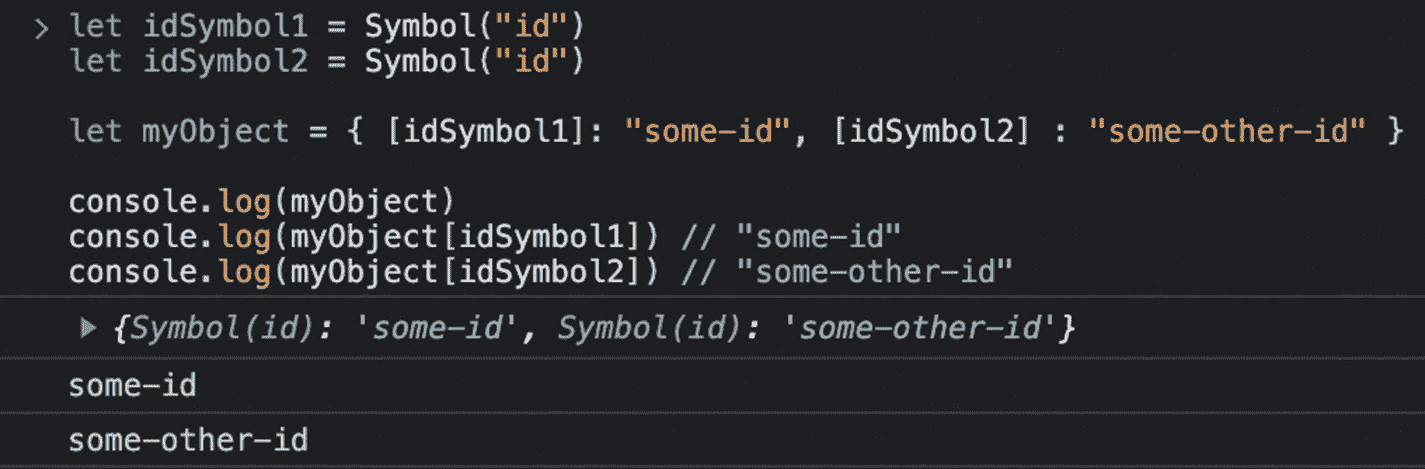 > let idSymbol1 = Symbol("id")
let idSymbol2 = Symbol("id")
let myObject = { [idSymbol1]: "some-id", [idSymbol2] : "some-other-id" }
console.log(myObject)
console.log(myObject[idSymbol1]) // "some-id"
console.log(myObject[idSymbol2]) // "some-other-id"
▶ {Symbol(id): 'some-id', Symbol(id): 'some-other-id'}
some-id
some-other-id